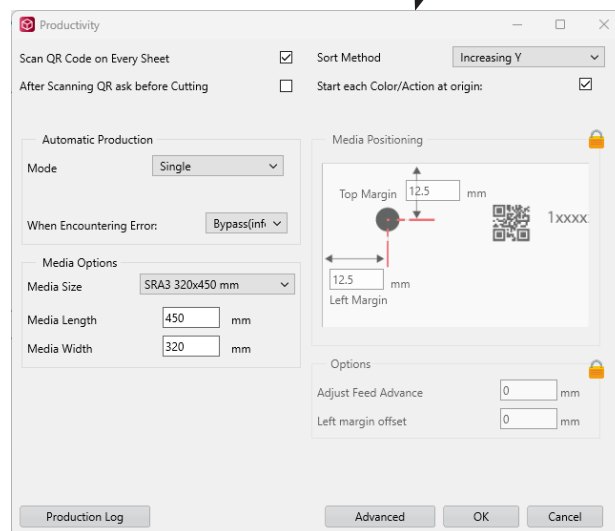 Productivity
Scan QR Code on Every Sheet
After Scanning QR ask before Cutting
Sort Method Increasing Y
Start each Color/Action at origin:
Automatic Production
Mode Single
When Encountering Error: Bypass(inf
Media Options
Media Size SRA3 320x450 mm
Media Length 450 mm
Media Width 320 mm
Media Positioning
Top Margin 12.5 mm
1xxxx
12.5 mm
Left Margin
Options
Adjust Feed Advance 0 mm
Left margin offset 0 mm
Production Log
Advanced
OK
Cancel